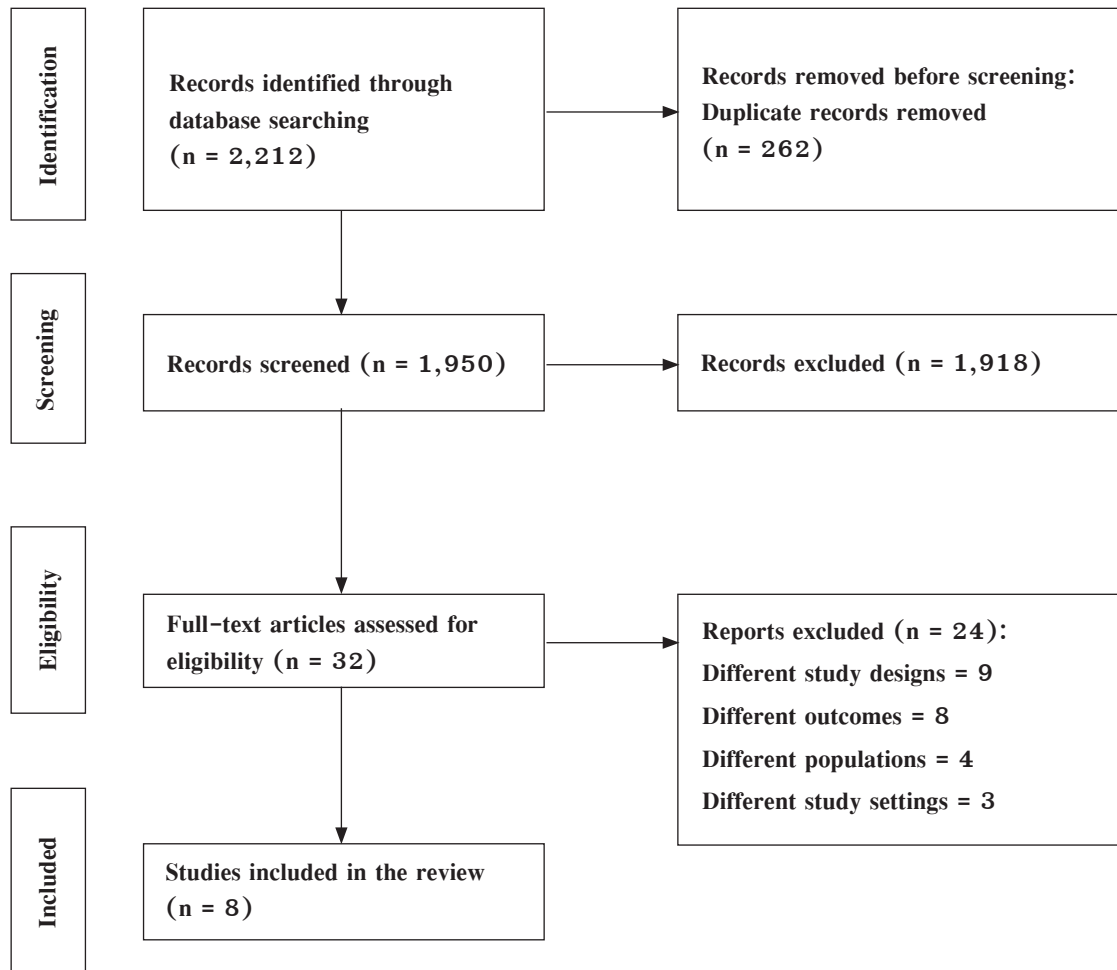 Identification
Records identified through
database searching
(n = 2,212)
Records removed before screening:
Duplicate records removed
(n = 262)
Screening
Records screened (n = 1,950)
Records excluded (n = 1,918)
Eligibility
Full-text articles assessed for
eligibility (n = 32)
Reports excluded (n = 24):
Different study designs = 9
Different outcomes = 8
Different populations = 4
Different study settings = 3
Included
Studies included in the review
(n = 8)